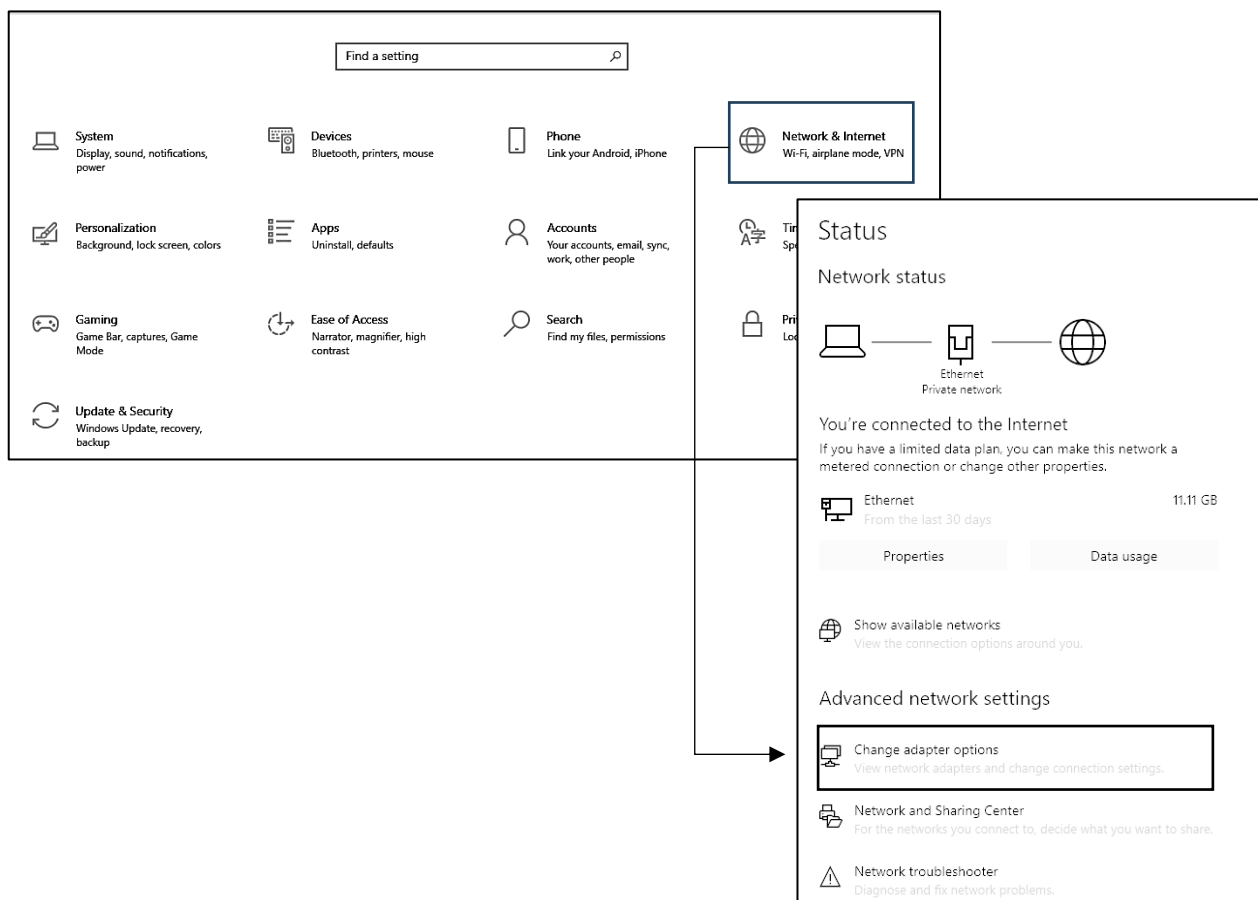 Find a setting
System
Display, sound, notifications,
power
Devices
Bluetooth, printers, mouse
Phone
Link your Android, iPhone
Network & Internet
Wi-Fi, airplane mode, VPN
Personalization
Background, lock screen, colors
Apps
Uninstall, defaults
Accounts
Your accounts, email, sync,
work, other people
Gaming
Game Bar, captures, Game
Mode
Ease of Access
Narrator, magnifier, high
contrast
Search
Find my files, permissions
Update & Security
Windows Update, recovery,
backup
Status
Network status
Ethernet
Private network
You're connected to the Internet
If you have a limited data plan, you can make this network a
metered connection or change other properties.
Ethernet
11.11 GB
From the last 30 days
Properties
Data usage
Show available networks
View the connection options around you.
Advanced network settings
Change adapter options
View network adapters and change connection settings.
Network and Sharing Center
For the networks you connect to, decide what you want to share.
Network troubleshooter
Diagnose and fix network problems.